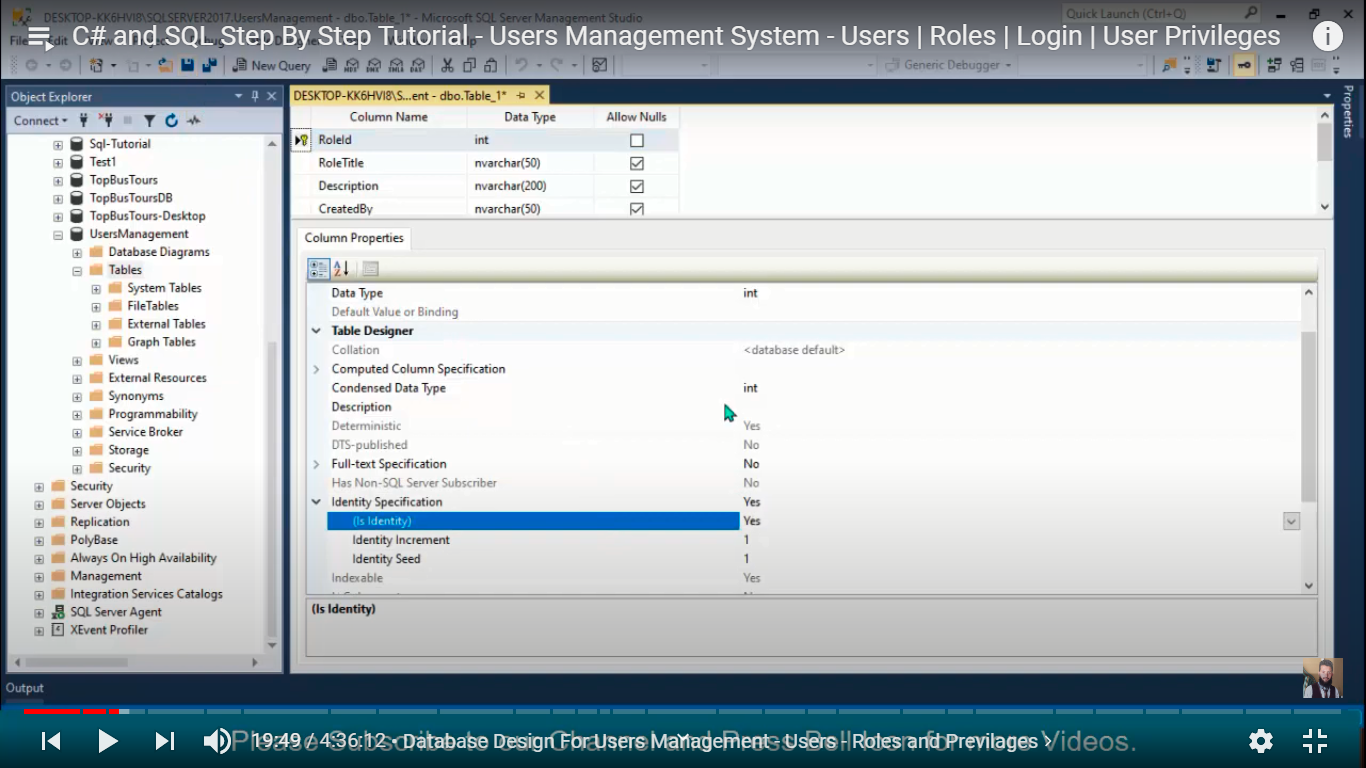 DESKTOP-KK6HVI8\SQLSERVER2017.UsersManagement - dbo.Table_1* - Microsoft SQL Server Management Studio
Quick Launch (Ctrl+Q)
C# and SQL Step By Step Tutorial - Users Management System - Users | Roles | Login | User Privileges
File Edit
New Query
Generic Debugger
Object Explorer
Connect
Sql-Tutorial
Test1
TopBusTours
TopBusToursDB
TopBusTours-Desktop
UsersManagement
Database Diagrams
Tables
System Tables
FileTables
External Tables
Graph Tables
Views
External Resources
Synonyms
Programmability
Service Broker
Storage
Security
Security
Server Objects
Replication
PolyBase
Always On High Availability
Management
Integration Services Catalogs
SQL Server Agent
XEvent Profiler
DESKTOP-KK6HVI8\S...ent - dbo.Table_1*
Column Name Data Type Allow Nulls
RoleId int
RoleTitle nvarchar(50)
Description nvarchar(200)
CreatedBy nvarchar(50)
Column Properties
Data Type int
Default Value or Binding
Table Designer
Collation <database default>
Computed Column Specification
Condensed Data Type int
Description
Deterministic Yes
DTS-published No
Full-text Specification No
Has Non-SQL Server Subscriber No
Identity Specification Yes
(Is Identity) Yes
Identity Increment 1
Identity Seed 1
Indexable Yes
(Is Identity)
Properties
Output
Please Subscribe to our Channel and Press Bell Icon for more Videos.
19:49 / 4:36:12 • Database Design For Users Management - Users - Roles and Previlages >